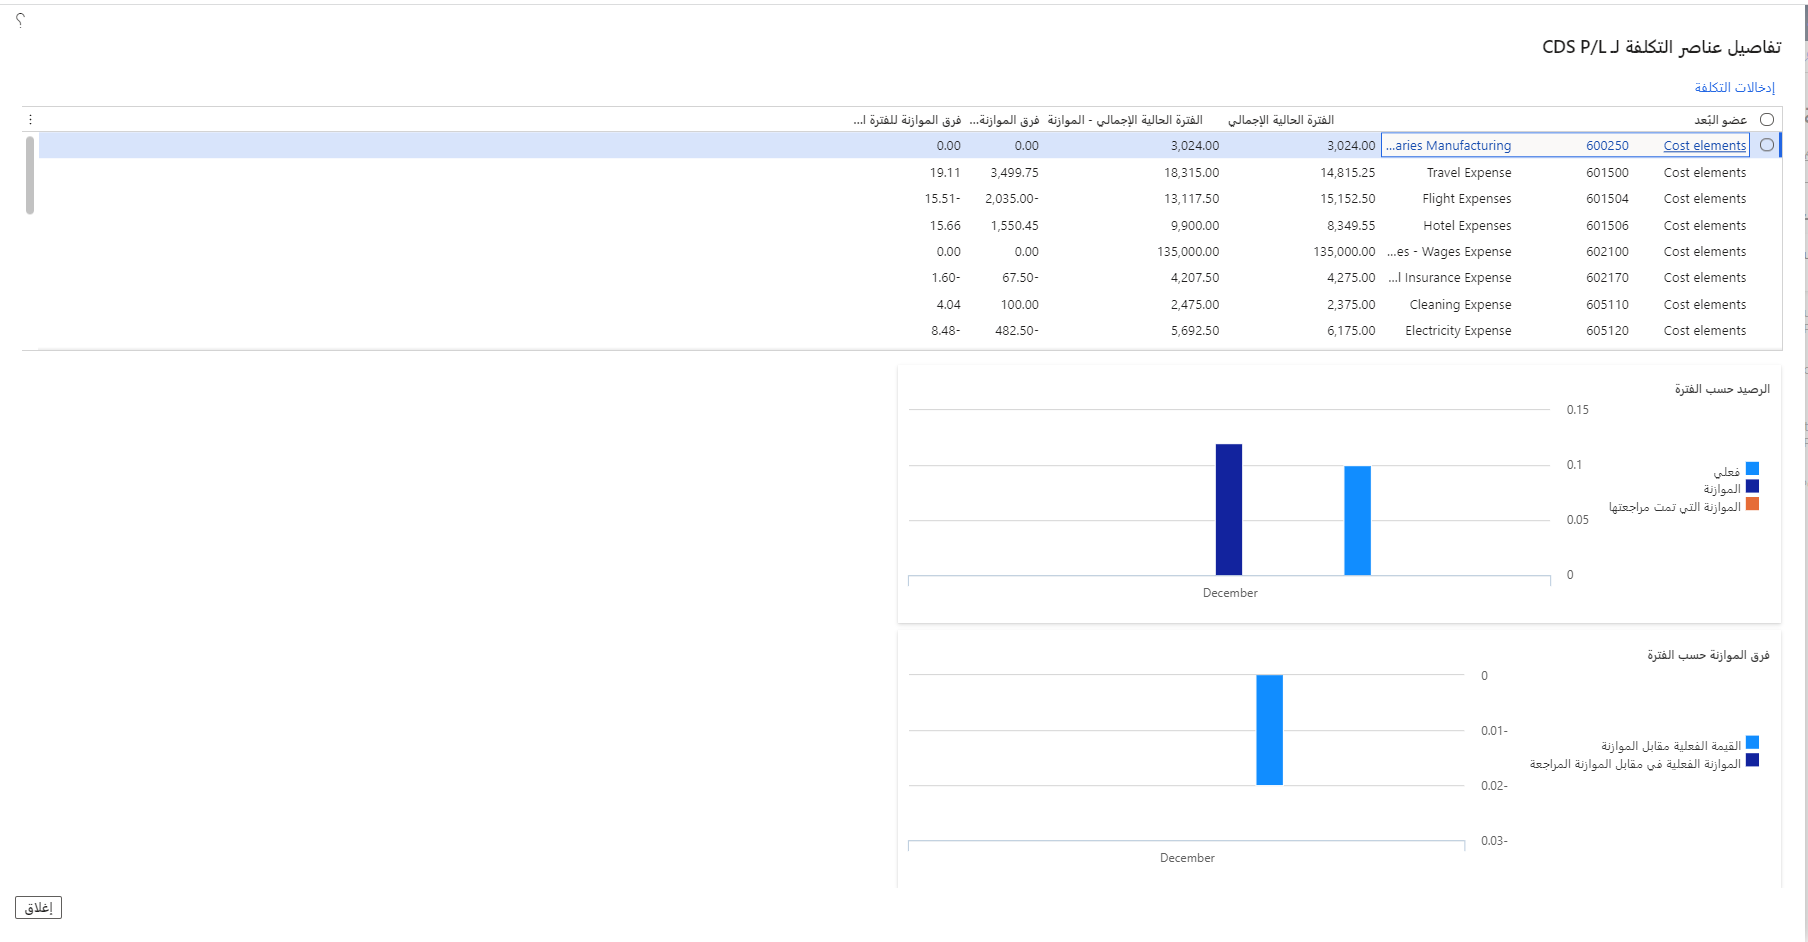 ؟
تفاصيل عناصر التكلفة لـ CDS P/L
إدخالات التكلفة
عضو البُعد الفترة الحالية الإجمالي الفترة الحالية الإجمالي - الموازنة فرق الموازنة... فرق الموازنة للفترة ا...
Cost elements 600250 ...aries Manufacturing 3,024.00 3,024.00 0.00 0.00
Cost elements 601500 Travel Expense 14,815.25 18,315.00 3,499.75 19.11
Cost elements 601504 Flight Expenses 15,152.50 13,117.50 2,035.00- 15.51-
Cost elements 601506 Hotel Expenses 8,349.55 9,900.00 1,550.45 15.66
Cost elements 602100 ...es - Wages Expense 135,000.00 135,000.00 0.00 0.00
Cost elements 602170 ...l Insurance Expense 4,275.00 4,207.50 67.50- 1.60-
Cost elements 605110 Cleaning Expense 2,375.00 2,475.00 100.00 4.04
Cost elements 605120 Electricity Expense 6,175.00 5,692.50 482.50- 8.48-
الرصيد حسب الفترة
0.15
0.1
0.05
0
فعلي
الموازنة
الموازنة التي تمت مراجعتها
December
فرق الموازنة حسب الفترة
0
0.01-
0.02-
0.03-
القيمة الفعلية مقابل الموازنة
الموازنة الفعلية في مقابل الموازنة المراجعة
December
إغلاق